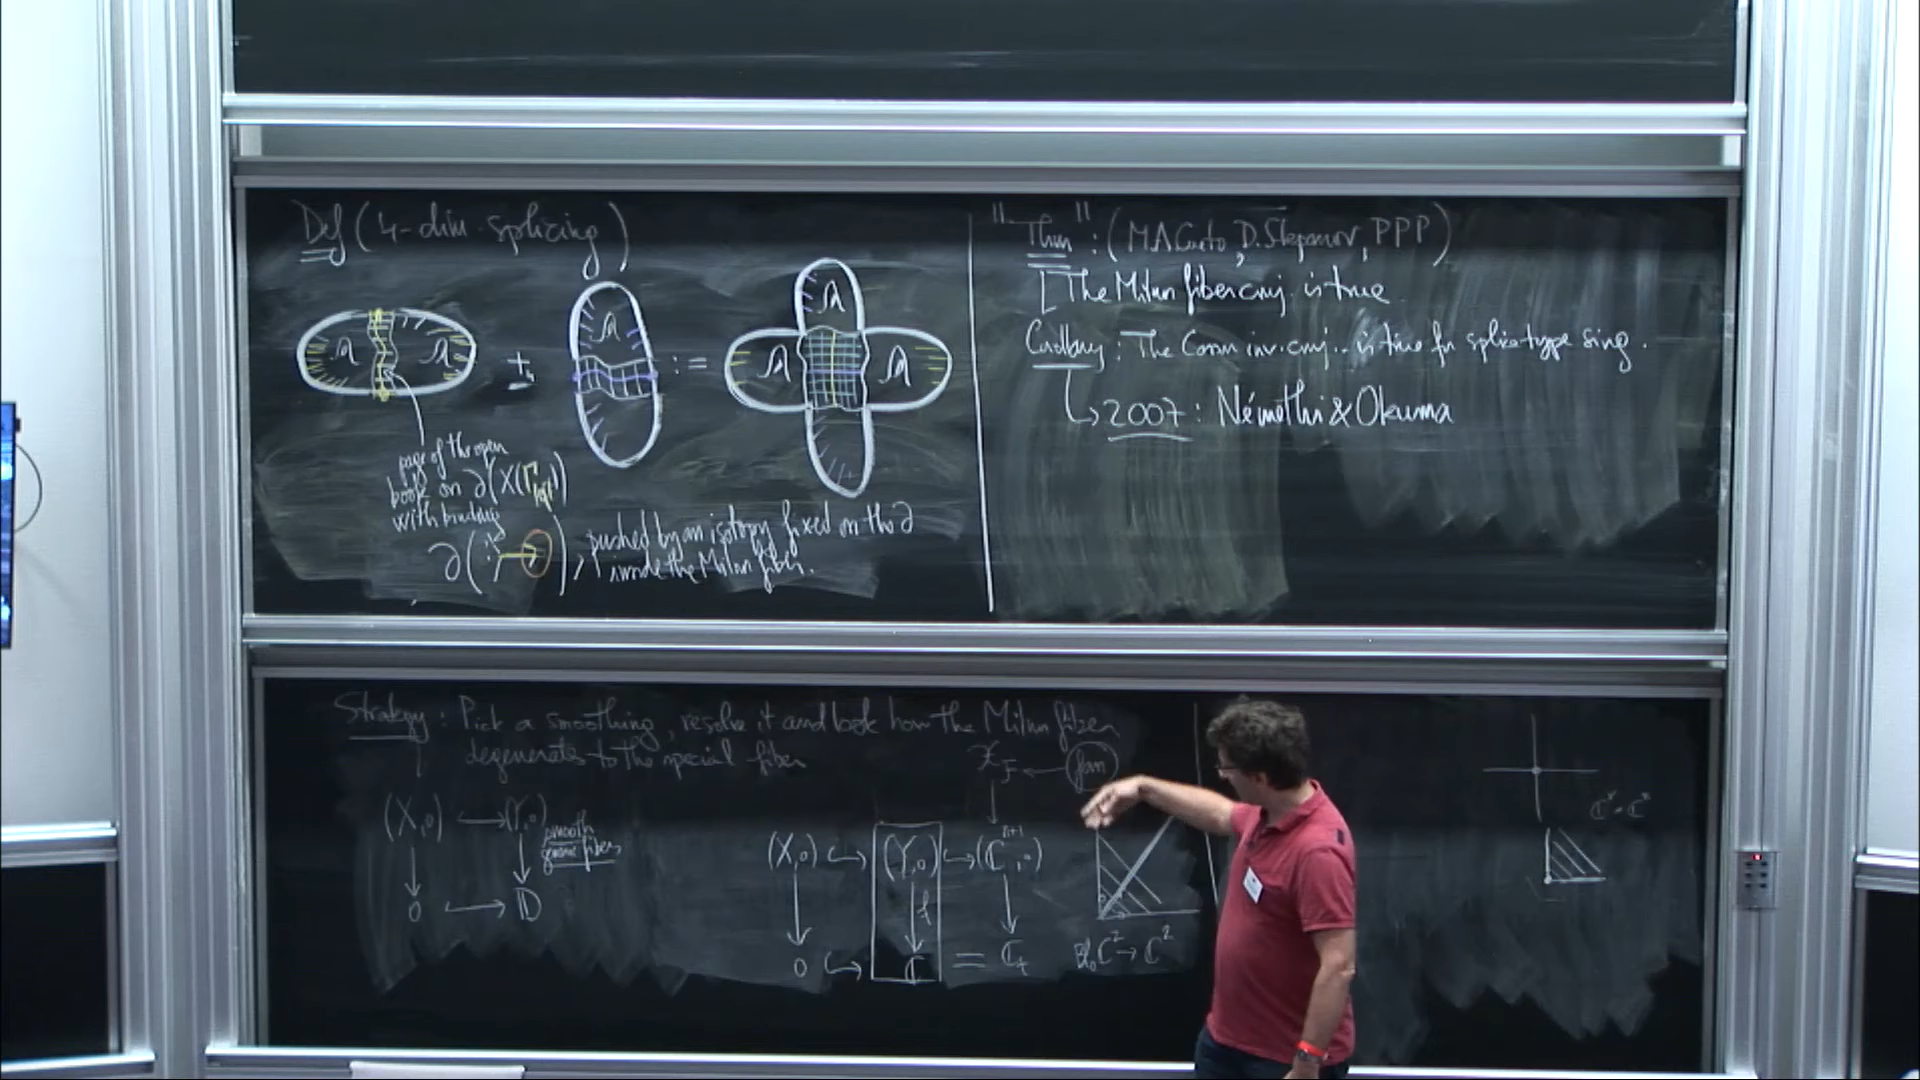 Def (4-dim. splicing)
± :=
page of the open
book on ∂(X(Γ
with binding
∂( ), pushed by an isotopy fixed on the ∂
inside the Milnor fiber.
"Thm": (MACueto, D.Stepanov, PPP)
[The Milnor fiber conj. is true
Corollary: The Casson inv. conj. is true for splice type sing.
↳ 2007: Némethi & Okuma
Strategy: Pick a smoothing, resolve it and look how the Milnor fiber
degenerates to the special fiber
X_F ← fan
(X,0) ↪ (Y,0) smooth
generic fibers
0 ↪ D
(X,0) ↪ (Y,0) ↪ (C^{n+1},0)
f
0 ↪ C = C_t
Bl_0 C^2 → C^2